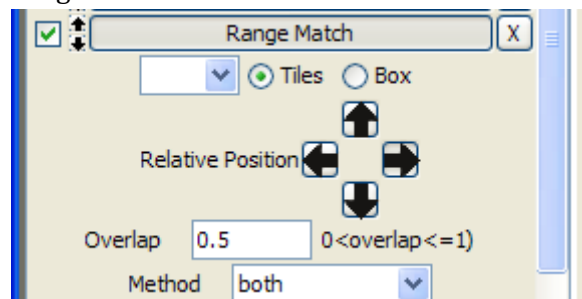 Range Match X
Tiles Box
Relative Position
Overlap 0.5 0<overlap<=1)
Method both